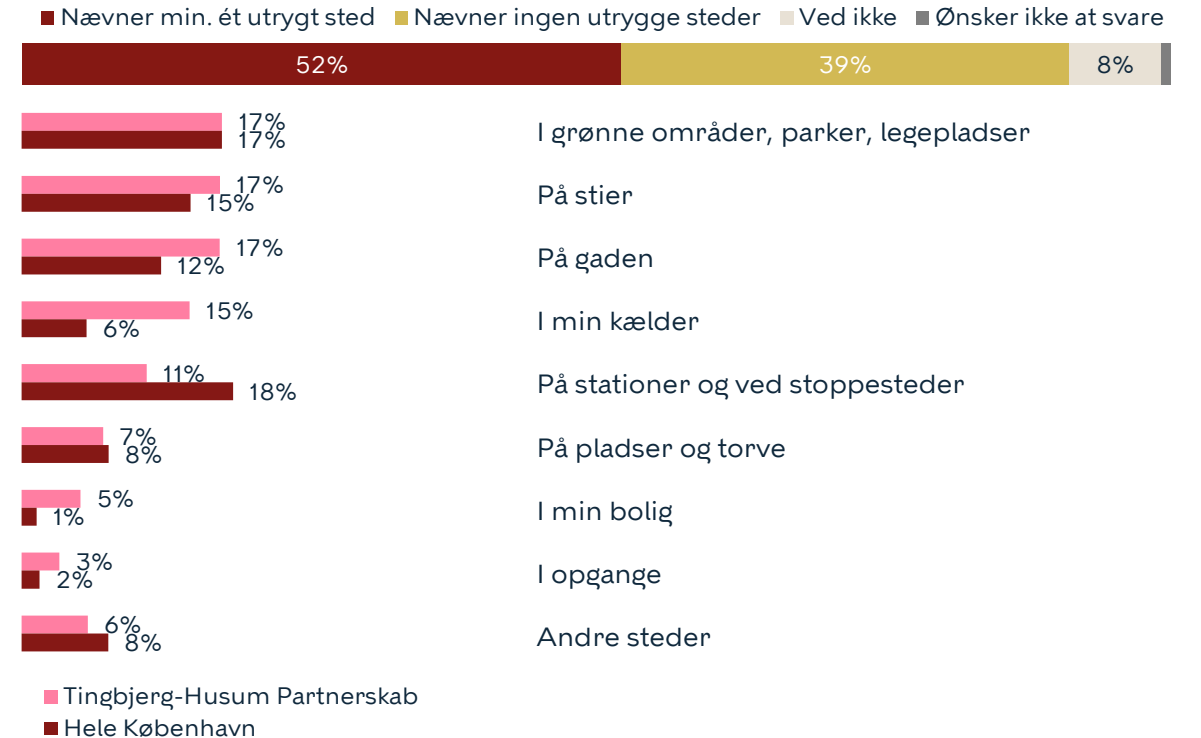 Nævner min. ét utrygt sted Nævner ingen utrygge steder Ved ikke Ønsker ikke at svare
52% 39% 8%
17%
17%
I grønne områder, parker, legepladser
17%
15%
På stier
17%
12%
På gaden
15%
6%
I min kælder
11%
18%
På stationer og ved stoppesteder
7%
8%
På pladser og torve
5%
1%
I min bolig
3%
2%
I opgange
6%
8%
Andre steder
Tingbjerg-Husum Partnerskab
Hele København